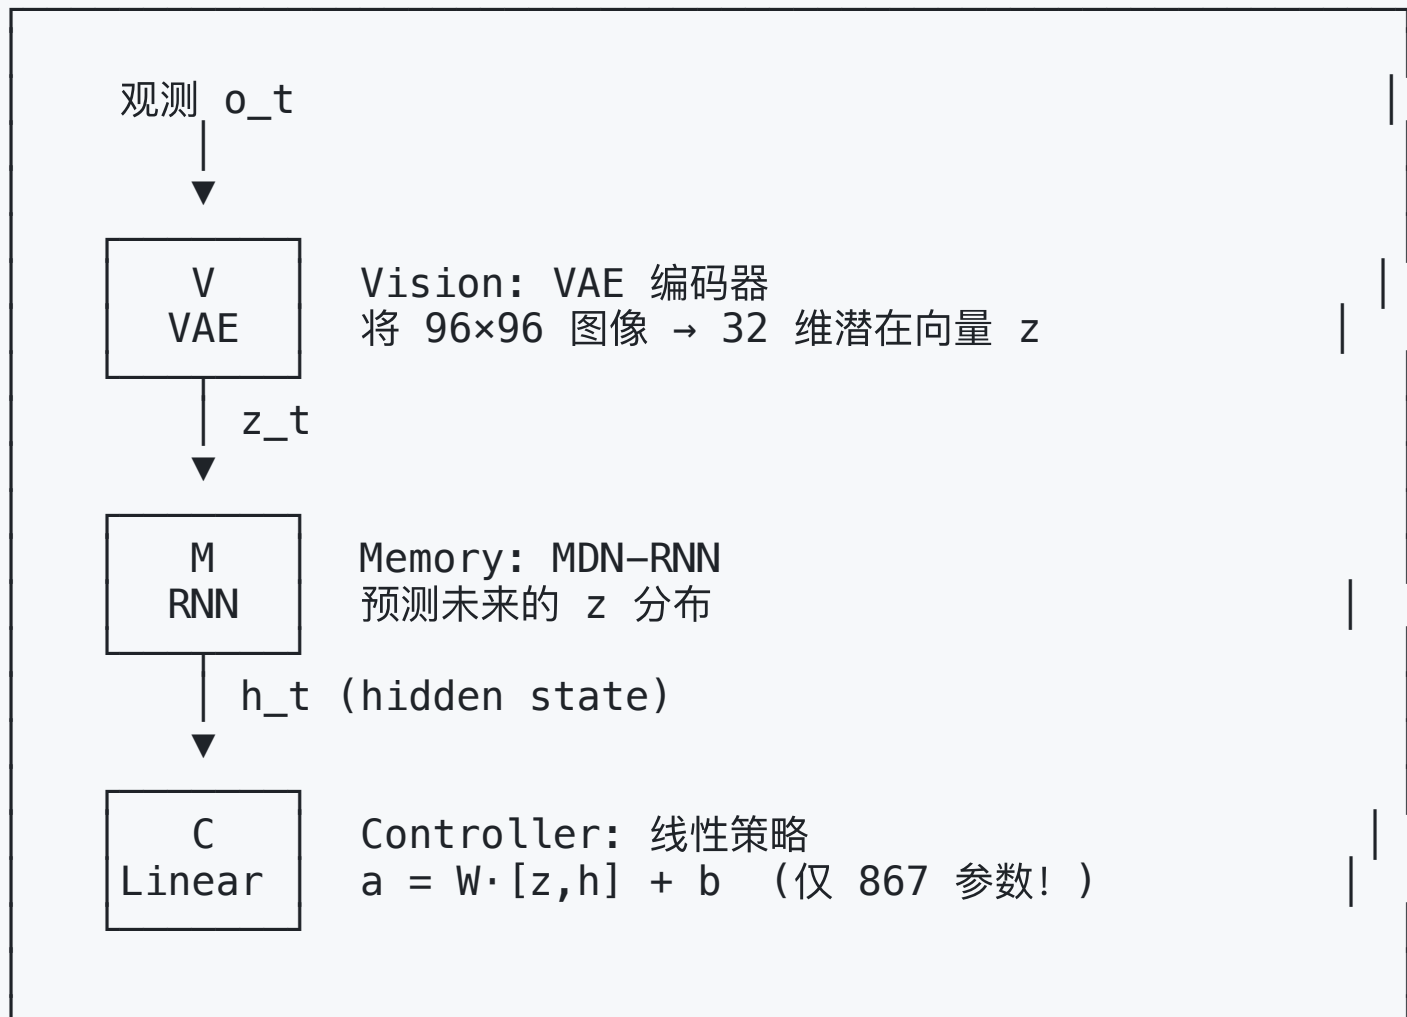 观测 o_t
V
Vision: VAE 编码器
VAE
将 96×96 图像 → 32 维潜在向量 z
z_t
M
Memory: MDN-RNN
RNN
预测未来的 z 分布
h_t (hidden state)
C
Controller: 线性策略
Linear
a = W·[z,h] + b (仅 867 参数! )